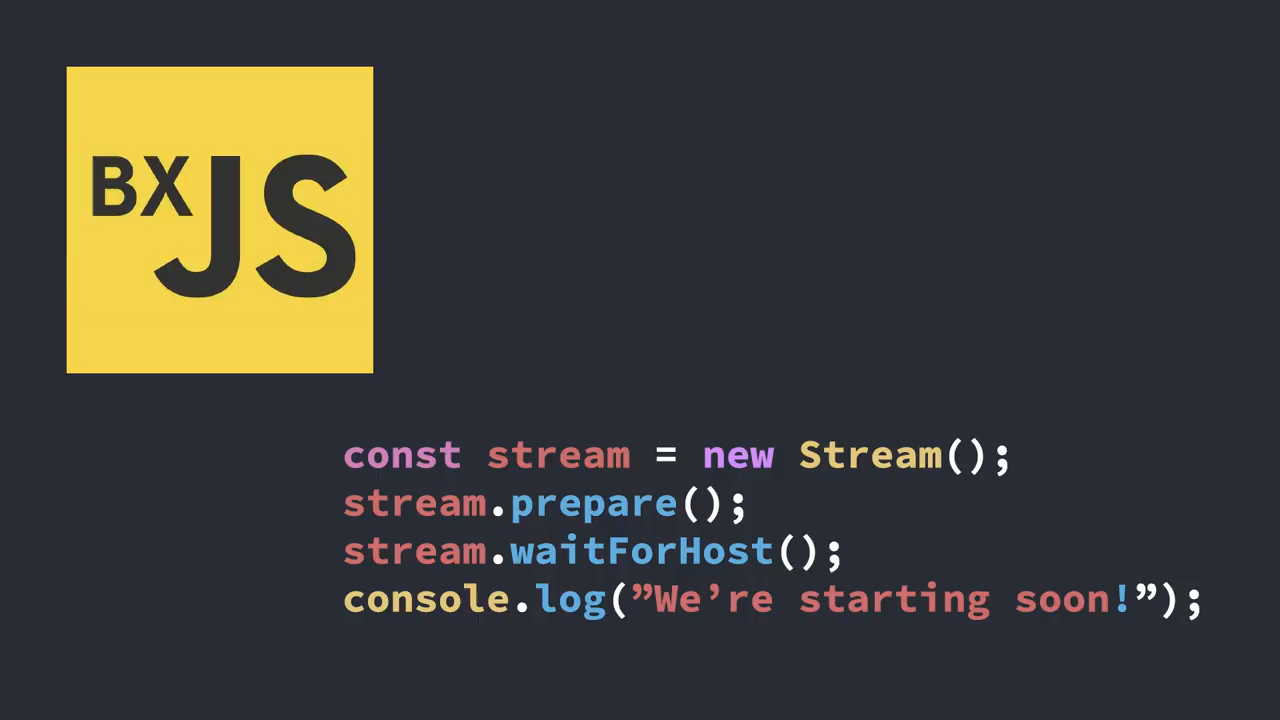 BX
JS
const stream = new Stream();
stream.prepare();
stream.waitForHost();
console.log(”We’re starting soon!”);